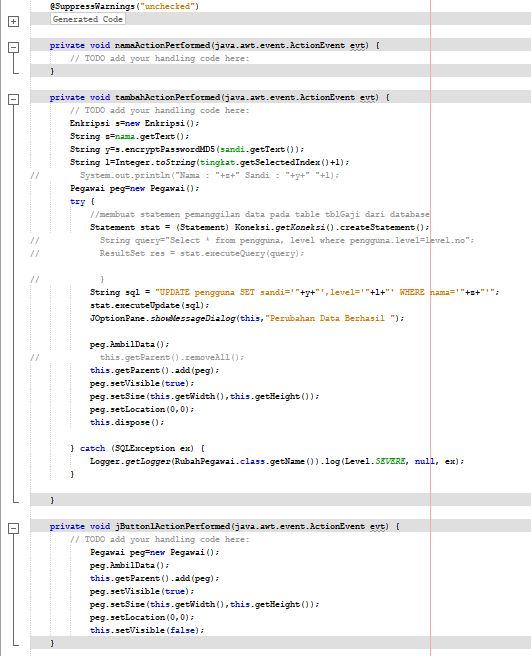 @SuppressWarnings("unchecked")
Generated Code
private void namaActionPerformed(java.awt.event.ActionEvent evt) {
// TODO add your handling code here:
}
private void tambahActionPerformed(java.awt.event.ActionEvent evt) {
// TODO add your handling code here:
Enkripsi s=new Enkripsi();
String z=nama.getText();
String y=s.encryptPasswordMD5(sandi.getText());
String l=Integer.toString(tingkat.getSelectedIndex()+1);
// System.out.println("Nama : "+z+" Sandi : "+y+" "+l);
Pegawai peg=new Pegawai();
try {
//membuat statemen pemanggilan data pada table tblGaji dari database
Statement stat = (Statement) Koneksi.getKoneksi().createStatement();
// String query="Select * from pengguna, level where pengguna.level=level.no";
// ResultSet res = stat.executeQuery(query);
// }
String sql = "UPDATE pengguna SET sandi='"+y+"',level='"+l+"' WHERE nama='"+z+"'";
stat.executeUpdate(sql);
JOptionPane.showMessageDialog(this,"Perubahan Data Berhasil ");
peg.AmbilData();
// this.getParent().removeAll();
this.getParent().add(peg);
peg.setVisible(true);
peg.setSize(this.getWidth(),this.getHeight());
peg.setLocation(0,0);
this.dispose();
} catch (SQLException ex) {
Logger.getLogger(RubahPegawai.class.getName()).log(Level.SEVERE, null, ex);
}
}
private void jButton1ActionPerformed(java.awt.event.ActionEvent evt) {
// TODO add your handling code here:
Pegawai peg=new Pegawai();
peg.AmbilData();
this.getParent().add(peg);
peg.setVisible(true);
peg.setSize(this.getWidth(),this.getHeight());
peg.setLocation(0,0);
this.setVisible(false);
}